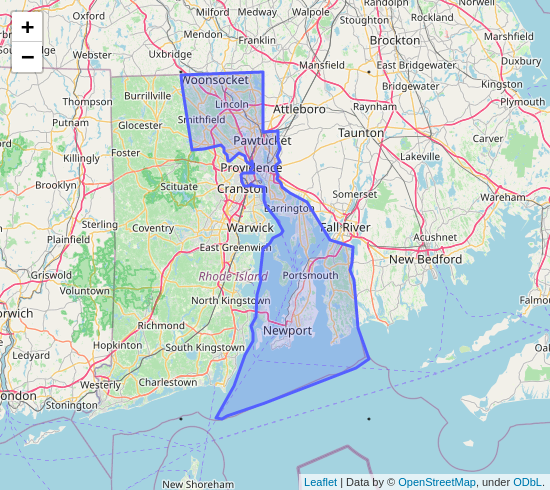 +
−
Oxford
Milford
Medway
Walpole
Randolph
Norwell
Stoughton
Rockland
Webster
Mendon
Franklin
Brockton
Marshfield
Uxbridge
Mansfield
East Bridgewater
Duxbury
Woonsocket
Bridgewater
Thompson
Burrillville
Lincoln
Attleboro
Raynham
Kingston
Plymouth
Putnam
Glocester
Smithfield
Pawtucket
Taunton
Carver
Killingly
Foster
Lakeville
Providence
Brooklyn
Scituate
Cranston
Somerset
Wareham
Barrington
Sterling
Coventry
Warwick
Fall River
Plainfield
East Greenwich
Acushnet
New Bedford
Griswold
Rhode Island
Portsmouth
Voluntown
North Kingstown
Falmo
orwich
Richmond
Newport
Ledyard
Hopkinton
South Kingstown
Westerly
Charlestown
ondon
Stonington
Oa
New Shoreham
Leaflet | Data by © OpenStreetMap, under ODbL.